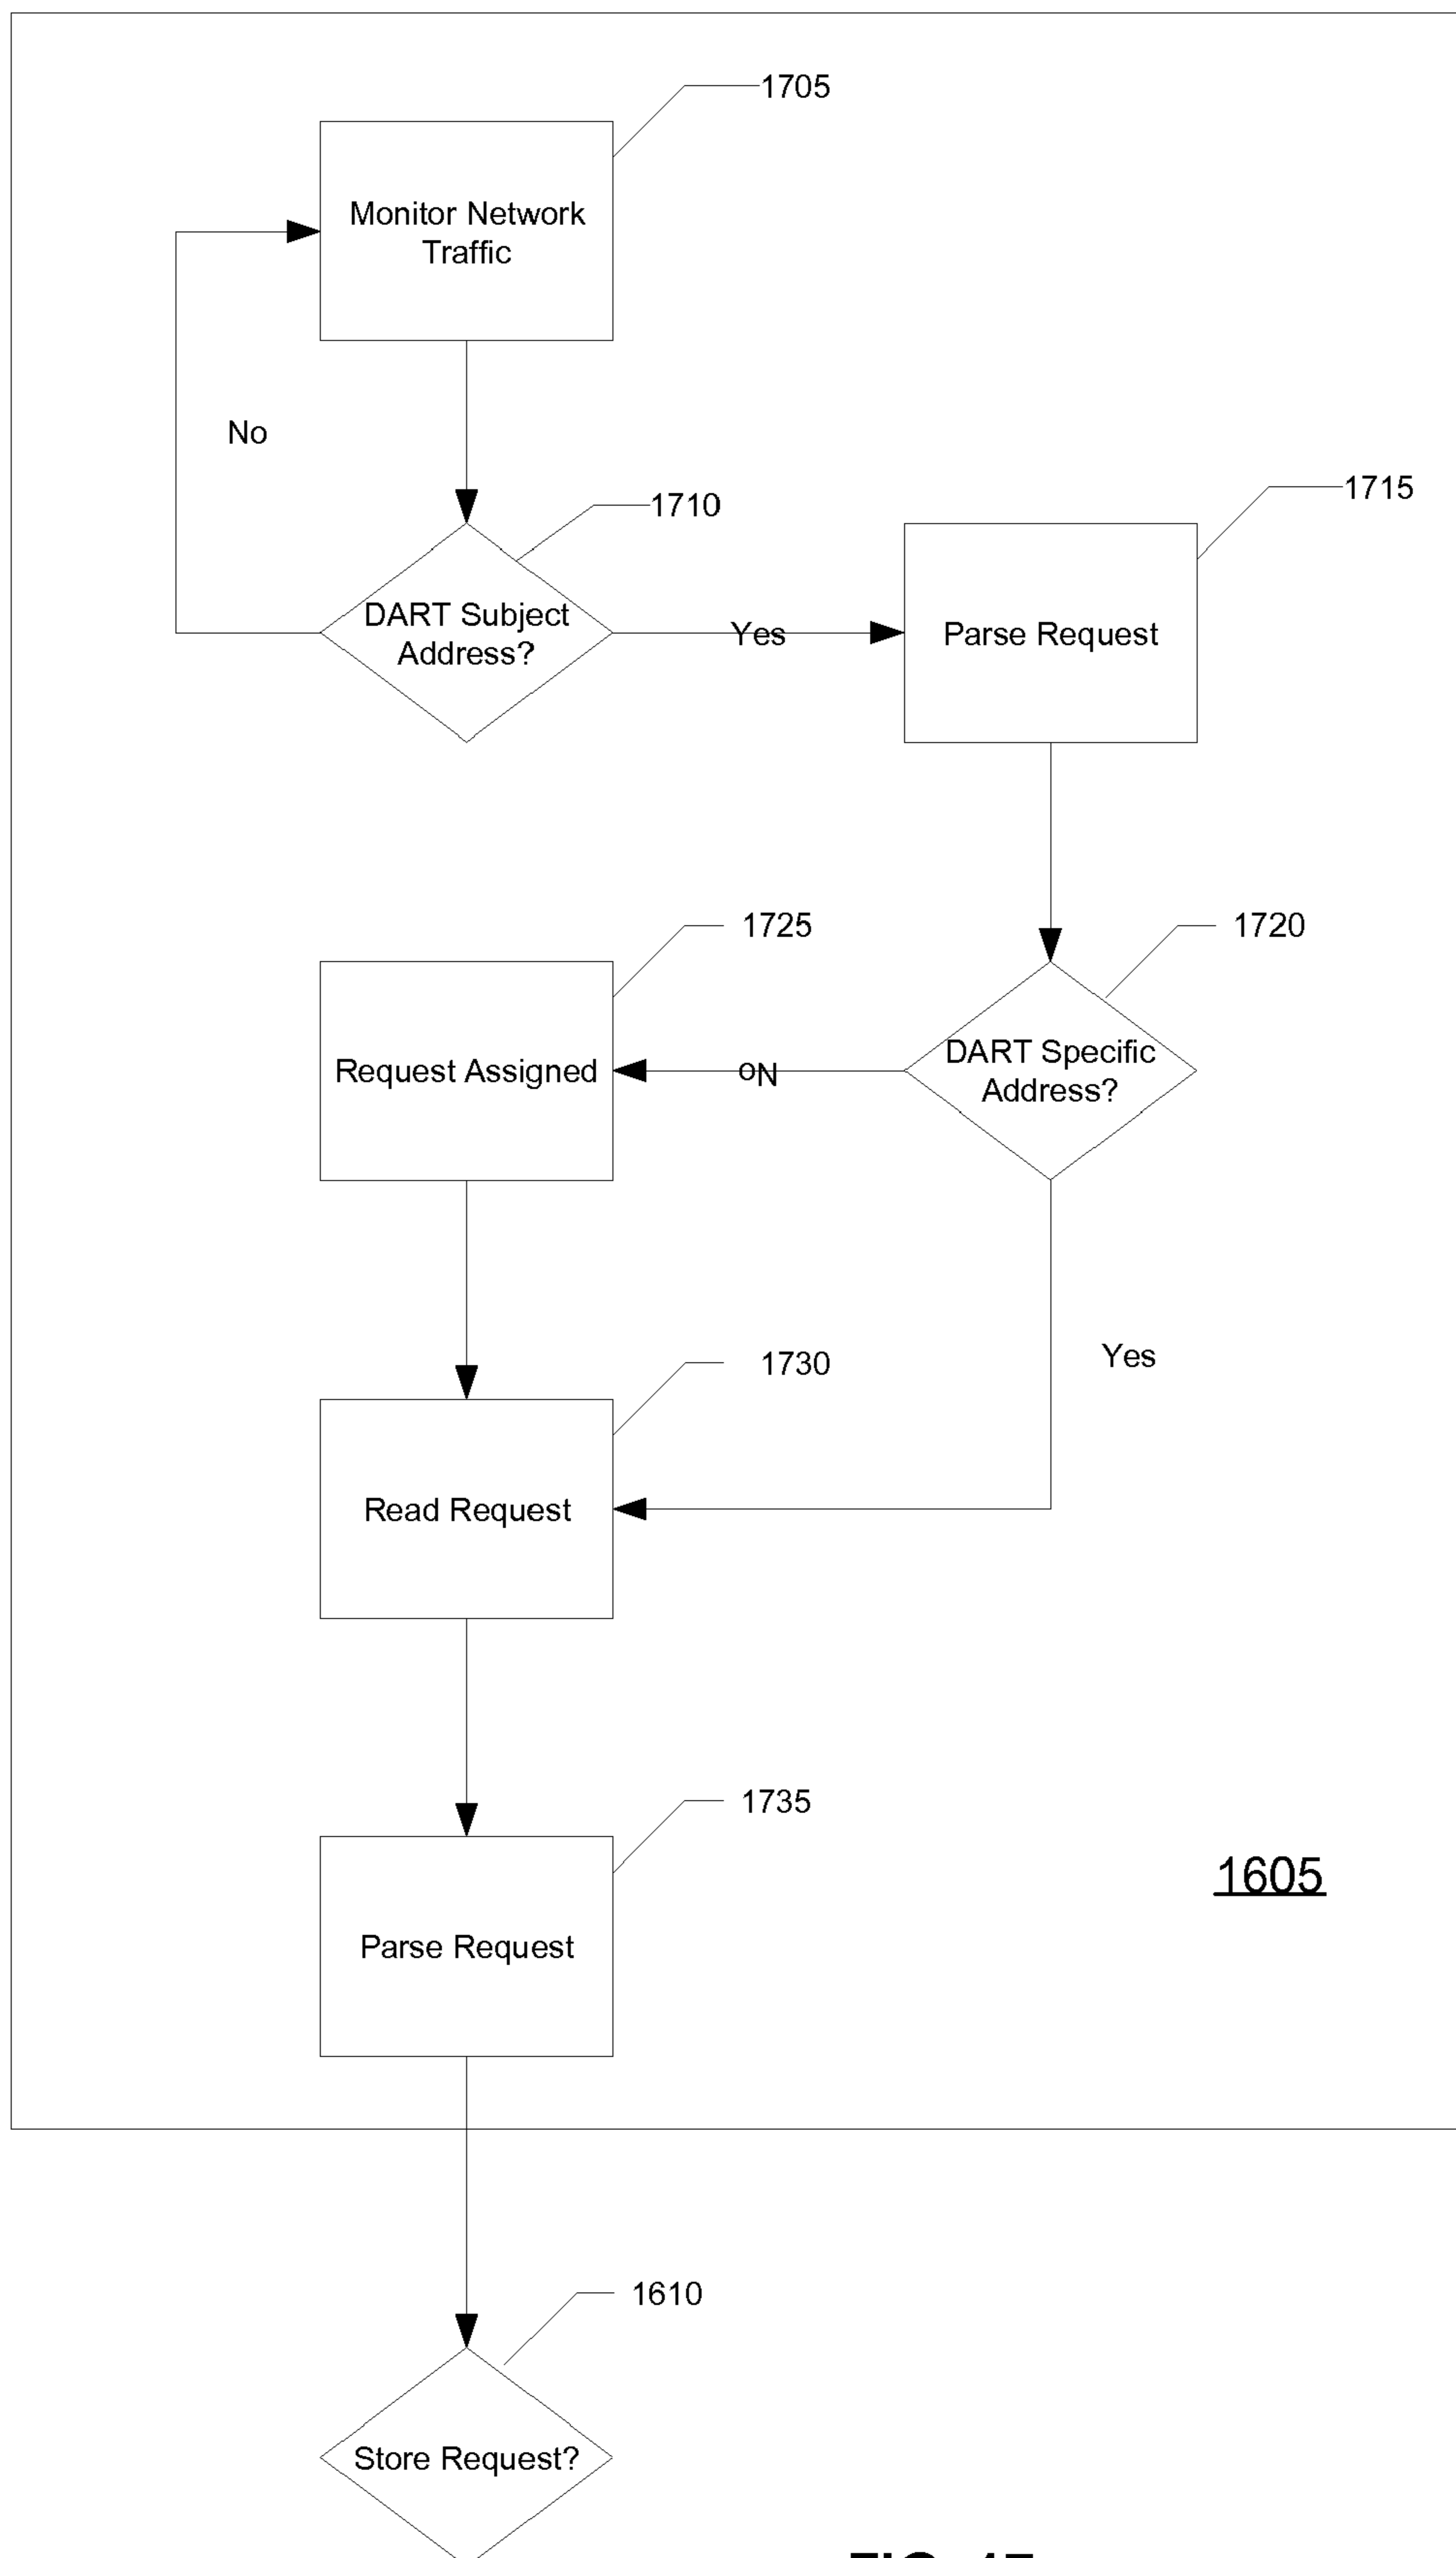 1705
Monitor Network
Traffic
No
1710
1715
DART Subject
Address?
Yes
Parse Request
1725
1720
Request Assigned
No
DART Specific
Address?
1730
Yes
Read Request
1735
1605
Parse Request
1610
Store Request?